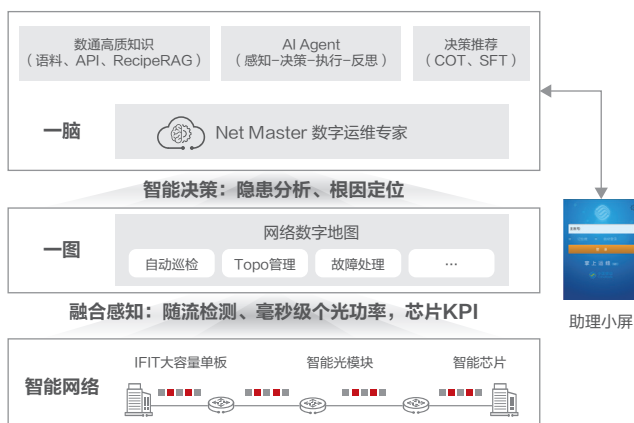 数通高质知识
（语料、API、RecipeRAG）
AI Agent
（感知-决策-执行-反思）
决策推荐
（COT、SFT）
一脑
Net Master 数字运维专家
智能决策：隐患分析、根因定位
一图
网络数字地图
自动巡检
Topo管理
故障处理
…
助理小屏
融合感知：随流检测、毫秒级个光功率，芯片KPI
智能网络
IFIT大容量单板
智能光模块
智能芯片